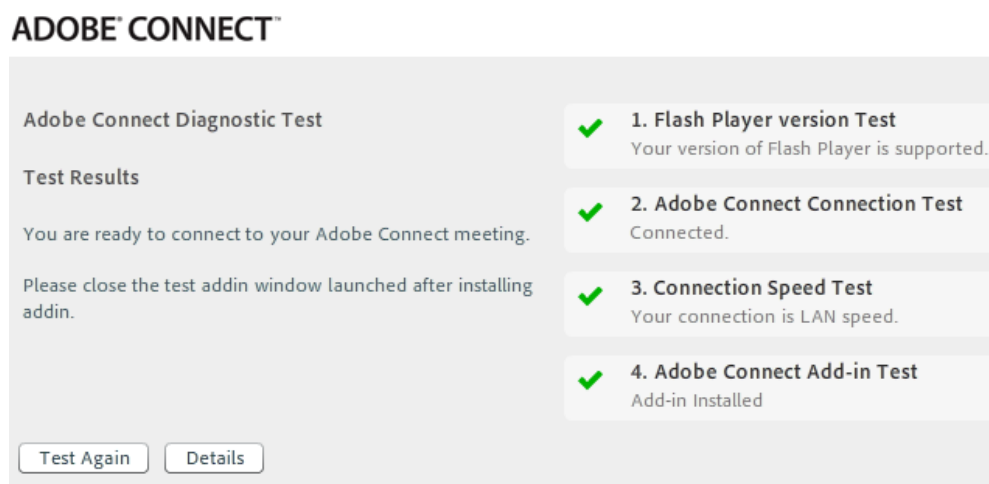 ADOBE® CONNECT™
Adobe Connect Diagnostic Test
Test Results
You are ready to connect to your Adobe Connect meeting.
Please close the test addin window launched after installing
addin.
1. Flash Player version Test
Your version of Flash Player is supported.
2. Adobe Connect Connection Test
Connected.
3. Connection Speed Test
Your connection is LAN speed.
4. Adobe Connect Add-in Test
Add-in Installed
Test Again
Details